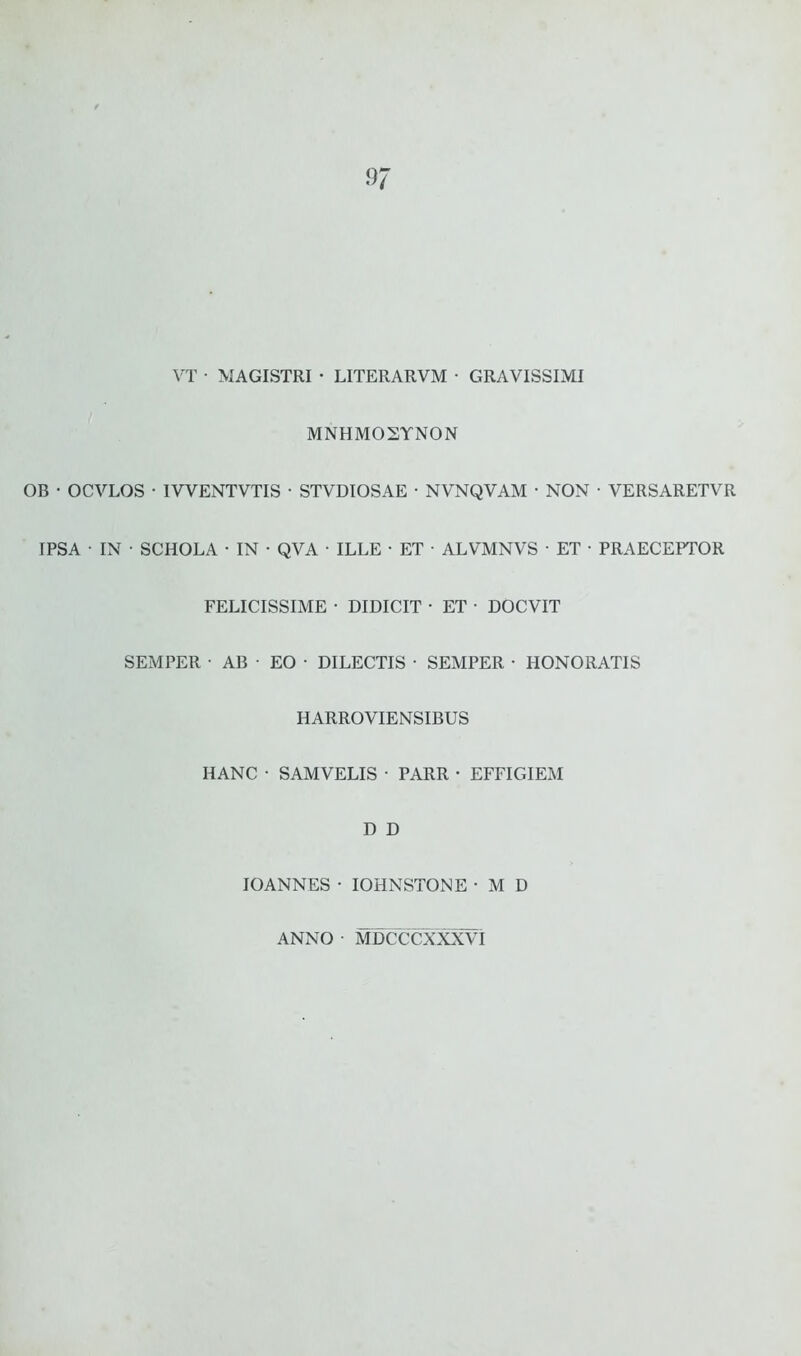 97
VT · MAGISTRI · LITERARVM · GRAVISSIMI
ΜΝΗΜΟΣΥΝΟΝ
OB · OCVLOS · IVVENTVTIS · STVDIOSAE · NVNQVAM · NON · VERSARETVR
IPSA · IN · SCHOLA · IN · QVA · ILLE · ET · ALVMNVS · ET · PRAECEPTOR
FELICISSIME · DIDICIT · ET · DOCVIT
SEMPER · AB · EO · DILECTIS · SEMPER · HONORATIS
HARROVIENSIBUS
HANC · SAMVELIS · PARR · EFFIGIEM
D D
IOANNES · IOHNSTONE · M D
ANNO · MDCCCXXXVI